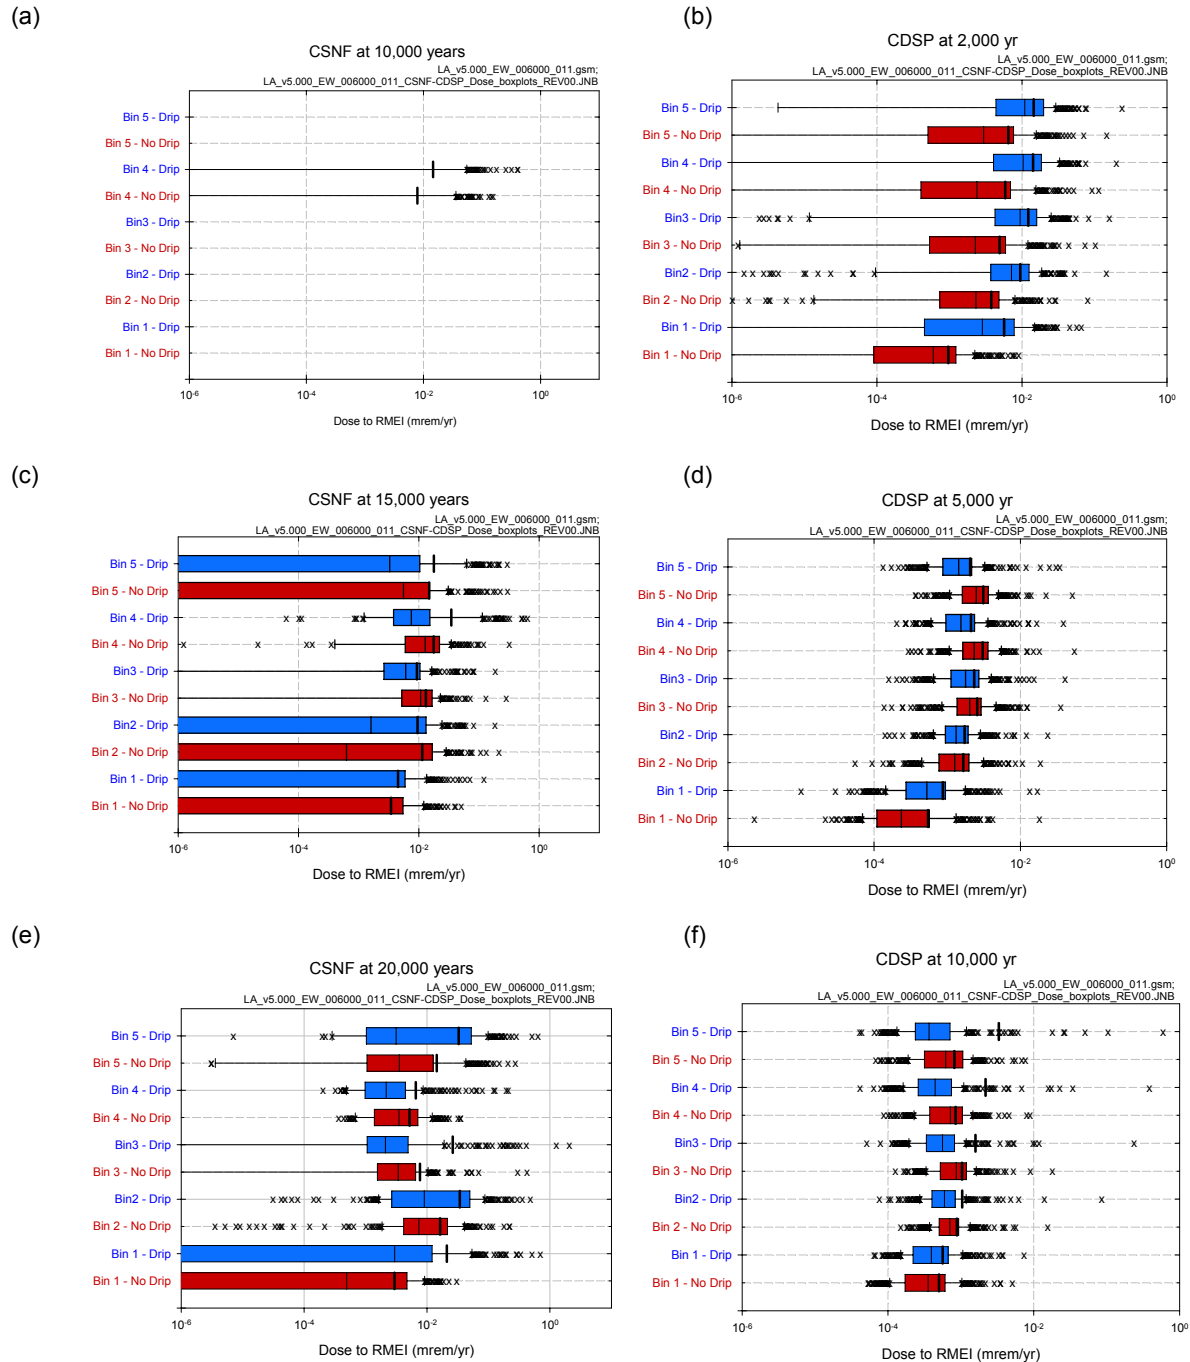 (a)
CSNF at 10,000 years
LA_v5.000_EW_006000_011.gsm;
LA_v5.000_EW_006000_011_CSNF-CDSP_Dose_boxplots_REV00.JNB
Bin 5 - Drip
Bin 5 - No Drip
Bin 4 - Drip
Bin 4 - No Drip
Bin3 - Drip
Bin 3 - No Drip
Bin2 - Drip
Bin 2 - No Drip
Bin 1 - Drip
Bin 1 - No Drip
10^-6 10^-4 10^-2 10^0
Dose to RMEI (mrem/yr)
(b)
CDSP at 2,000 yr
LA_v5.000_EW_006000_011.gsm;
LA_v5.000_EW_006000_011_CSNF-CDSP_Dose_boxplots_REV00.JNB
Bin 5 - Drip
Bin 5 - No Drip
Bin 4 - Drip
Bin 4 - No Drip
Bin3 - Drip
Bin 3 - No Drip
Bin2 - Drip
Bin 2 - No Drip
Bin 1 - Drip
Bin 1 - No Drip
10^-6 10^-4 10^-2 10^0
Dose to RMEI (mrem/yr)
(c)
CSNF at 15,000 years
LA_v5.000_EW_006000_011.gsm;
LA_v5.000_EW_006000_011_CSNF-CDSP_Dose_boxplots_REV00.JNB
Bin 5 - Drip
Bin 5 - No Drip
Bin 4 - Drip
Bin 4 - No Drip
Bin3 - Drip
Bin 3 - No Drip
Bin2 - Drip
Bin 2 - No Drip
Bin 1 - Drip
Bin 1 - No Drip
10^-6 10^-4 10^-2 10^0
Dose to RMEI (mrem/yr)
(d)
CDSP at 5,000 yr
LA_v5.000_EW_006000_011.gsm;
LA_v5.000_EW_006000_011_CSNF-CDSP_Dose_boxplots_REV00.JNB
Bin 5 - Drip
Bin 5 - No Drip
Bin 4 - Drip
Bin 4 - No Drip
Bin3 - Drip
Bin 3 - No Drip
Bin2 - Drip
Bin 2 - No Drip
Bin 1 - Drip
Bin 1 - No Drip
10^-6 10^-4 10^-2 10^0
Dose to RMEI (mrem/yr)
(e)
CSNF at 20,000 years
LA_v5.000_EW_006000_011.gsm;
LA_v5.000_EW_006000_011_CSNF-CDSP_Dose_boxplots_REV00.JNB
Bin 5 - Drip
Bin 5 - No Drip
Bin 4 - Drip
Bin 4 - No Drip
Bin3 - Drip
Bin 3 - No Drip
Bin2 - Drip
Bin 2 - No Drip
Bin 1 - Drip
Bin 1 - No Drip
10^-6 10^-4 10^-2 10^0
Dose to RMEI (mrem/yr)
(f)
CDSP at 10,000 yr
LA_v5.000_EW_006000_011.gsm;
LA_v5.000_EW_006000_011_CSNF-CDSP_Dose_boxplots_REV00.JNB
Bin 5 - Drip
Bin 5 - No Drip
Bin 4 - Drip
Bin 4 - No Drip
Bin3 - Drip
Bin 3 - No Drip
Bin2 - Drip
Bin 2 - No Drip
Bin 1 - Drip
Bin 1 - No Drip
10^-6 10^-4 10^-2 10^0
Dose to RMEI (mrem/yr)